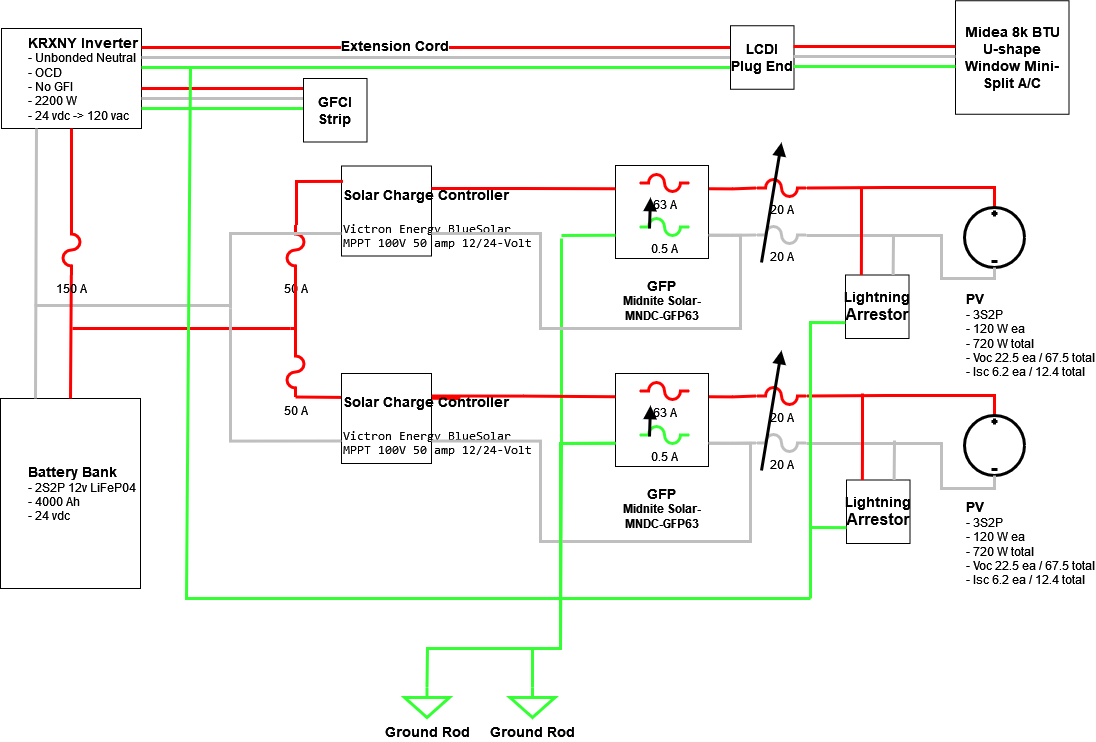 KRXNY Inverter
- Unbonded Neutral
- OCD
- No GFI
- 2200 W
- 24 vdc -> 120 vac
Extension Cord
LCDI
Plug End
Midea 8k BTU
U-shape
Window Mini-
Split A/C
GFCI
Strip
Solar Charge Controller
Victron Energy BlueSolar
MPPT 100V 50 amp 12/24-Volt
63 A
0.5 A
GFP
Midnite Solar-
MNDC-GFP63
20 A
20 A
Lightning
Arrestor
+
-
PV
- 3S2P
- 120 W ea
- 720 W total
- Voc 22.5 ea / 67.5 total
- Isc 6.2 ea / 12.4 total
150 A
50 A
50 A
Solar Charge Controller
Victron Energy BlueSolar
MPPT 100V 50 amp 12/24-Volt
63 A
0.5 A
GFP
Midnite Solar-
MNDC-GFP63
20 A
20 A
Lightning
Arrestor
+
-
PV
- 3S2P
- 120 W ea
- 720 W total
- Voc 22.5 ea / 67.5 total
- Isc 6.2 ea / 12.4 total
Battery Bank
- 2S2P 12v LiFeP04
- 4000 Ah
- 24 vdc
Ground Rod
Ground Rod